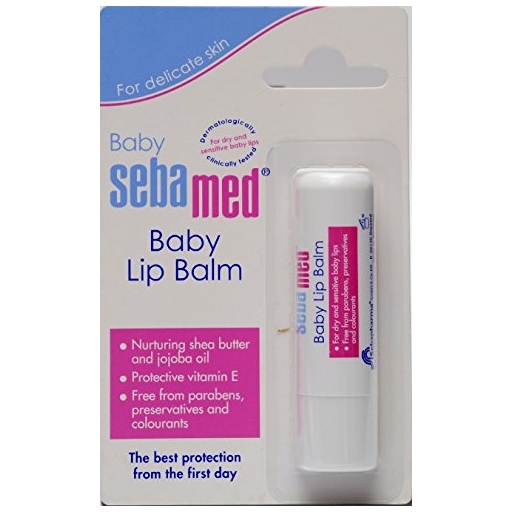 For delicate skin
Baby
sebamed®
Dermatologically
For dry and
sensitive baby lips
clinically tested
Baby
Lip Balm
• Nurturing shea butter
and jojoba oil
• Protective vitamin E
• Free from parabens,
preservatives and
colourants
The best protection
from the first day
sebamed
Baby Lip Balm
• For dry and sensitive baby lips
• Free from parabens, preservatives
and colourants